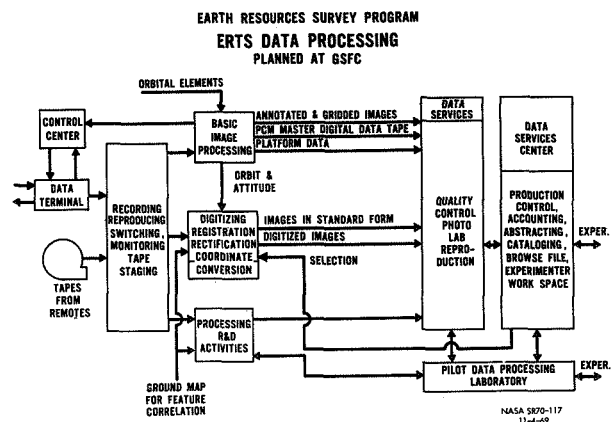 EARTH RESOURCES SURVEY PROGRAM
ERTS DATA PROCESSING
PLANNED AT GSFC
ORBITAL ELEMENTS
CONTROL
CENTER
BASIC
IMAGE
PROCESSING
ANNOTATED & GRIDDED IMAGES
PCM MASTER DIGITAL DATA TAPE
PLATFORM DATA
DATA
SERVICES
DATA
SERVICES
CENTER
DATA
TERMINAL
ORBIT &
ATTITUDE
RECORDING
REPRODUCING
SWITCHING,
MONITORING
TAPE
STAGING
DIGITIZING
REGISTRATION
RECTIFICATION
COORDINATE
CONVERSION
IMAGES IN STANDARD FORM
DIGITIZED IMAGES
SELECTION
QUALITY
CONTROL
PHOTO
LAB
REPRO-
DUCTION
PRODUCTION
CONTROL,
ACCOUNTING,
ABSTRACTING,
CATALOGING,
BROWSE FILE,
EXPERIMENTER
WORK SPACE
EXPER.
TAPES
FROM
REMOTES
PROCESSING
R&D
ACTIVITIES
GROUND MAP
FOR FEATURE
CORRELATION
PILOT DATA PROCESSING
LABORATORY
EXPER.
NASA SR70-117
11-4-69